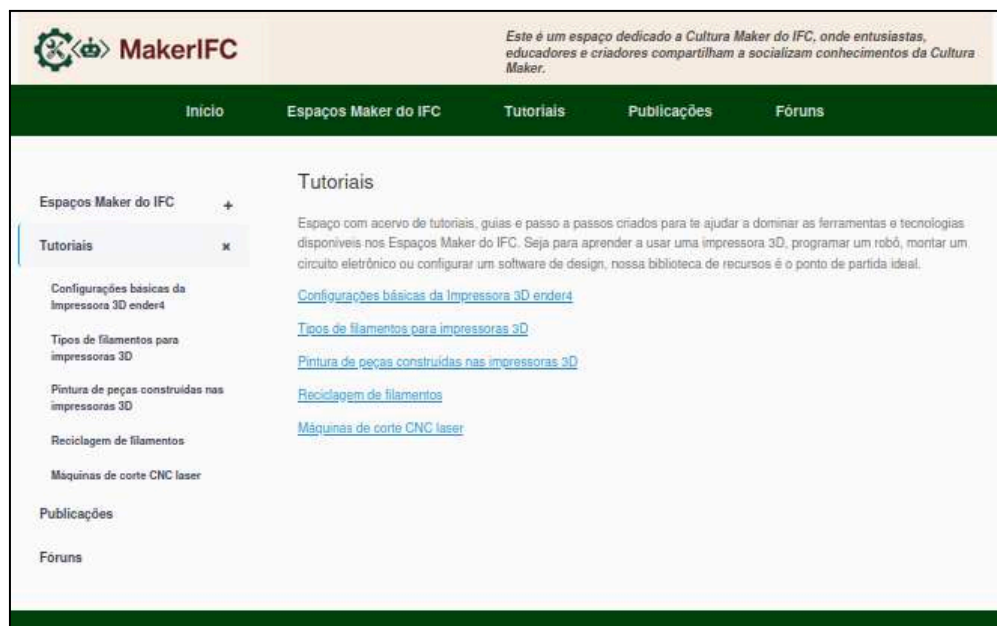 MakerIFC
Este é um espaço dedicado a Cultura Maker do IFC, onde entusiastas,
educadores e criadores compartilham a socializam conhecimentos da Cultura
Maker.
Início
Espaços Maker do IFC
Tutoriais
Publicações
Fóruns
Espaços Maker do IFC +
Tutoriais ×
Configurações básicas da
Impressora 3D ender4
Tipos de filamentos para
impressoras 3D
Pintura de peças construídas nas
impressoras 3D
Reciclagem de filamentos
Máquinas de corte CNC laser
Publicações
Fóruns
Tutoriais
Espaço com acervo de tutoriais, guias e passo a passos criados para te ajudar a dominar as ferramentas e tecnologias
disponíveis nos Espaços Maker do IFC. Seja para aprender a usar uma impressora 3D, programar um robô, montar um
circuito eletrônico ou configurar um software de design, nossa biblioteca de recursos é o ponto de partida ideal.
Configurações básicas da Impressora 3D ender4
Tipos de filamentos para impressoras 3D
Pintura de peças construídas nas impressoras 3D
Reciclagem de filamentos
Máquinas de corte CNC laser